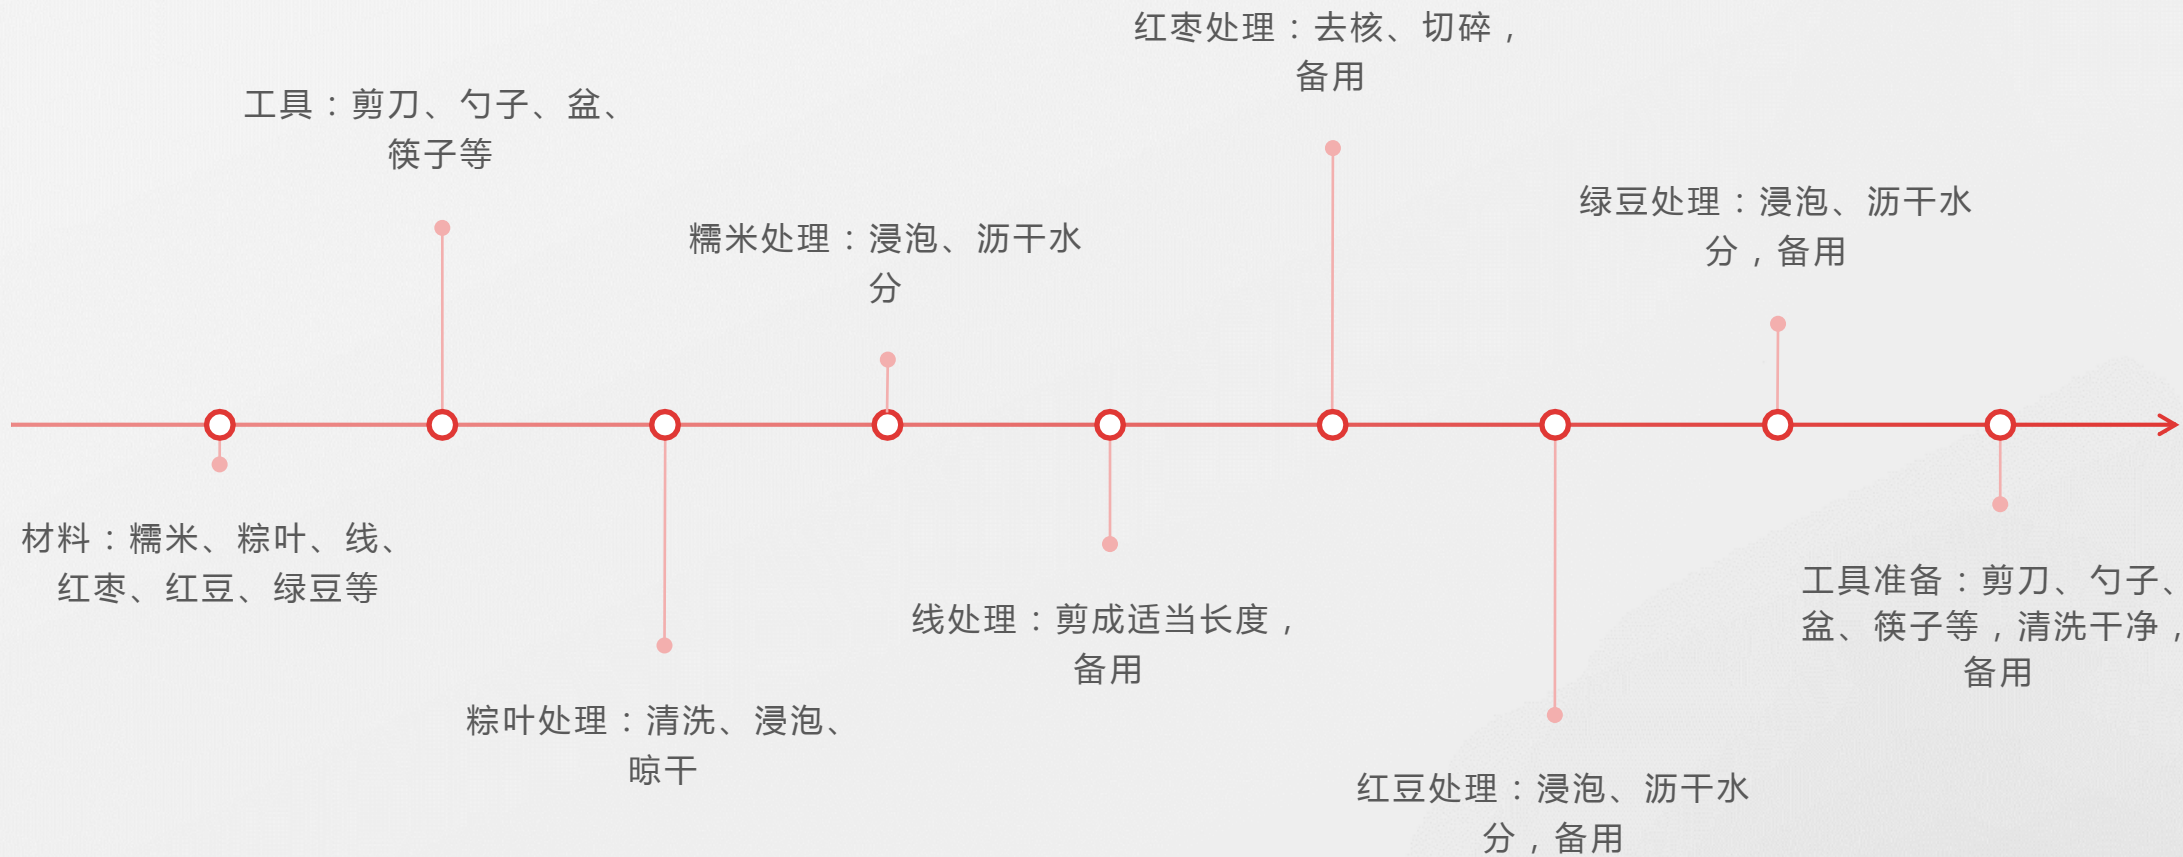 材料：糯米、粽叶、线、
红枣、红豆、绿豆等
工具：剪刀、勺子、盆、
筷子等
粽叶处理：清洗、浸泡、
晾干
糯米处理：浸泡、沥干水
分
线处理：剪成适当长度，
备用
红枣处理：去核、切碎，
备用
红豆处理：浸泡、沥干水
分，备用
绿豆处理：浸泡、沥干水
分，备用
工具准备：剪刀、勺子、
盆、筷子等，清洗干净，
备用